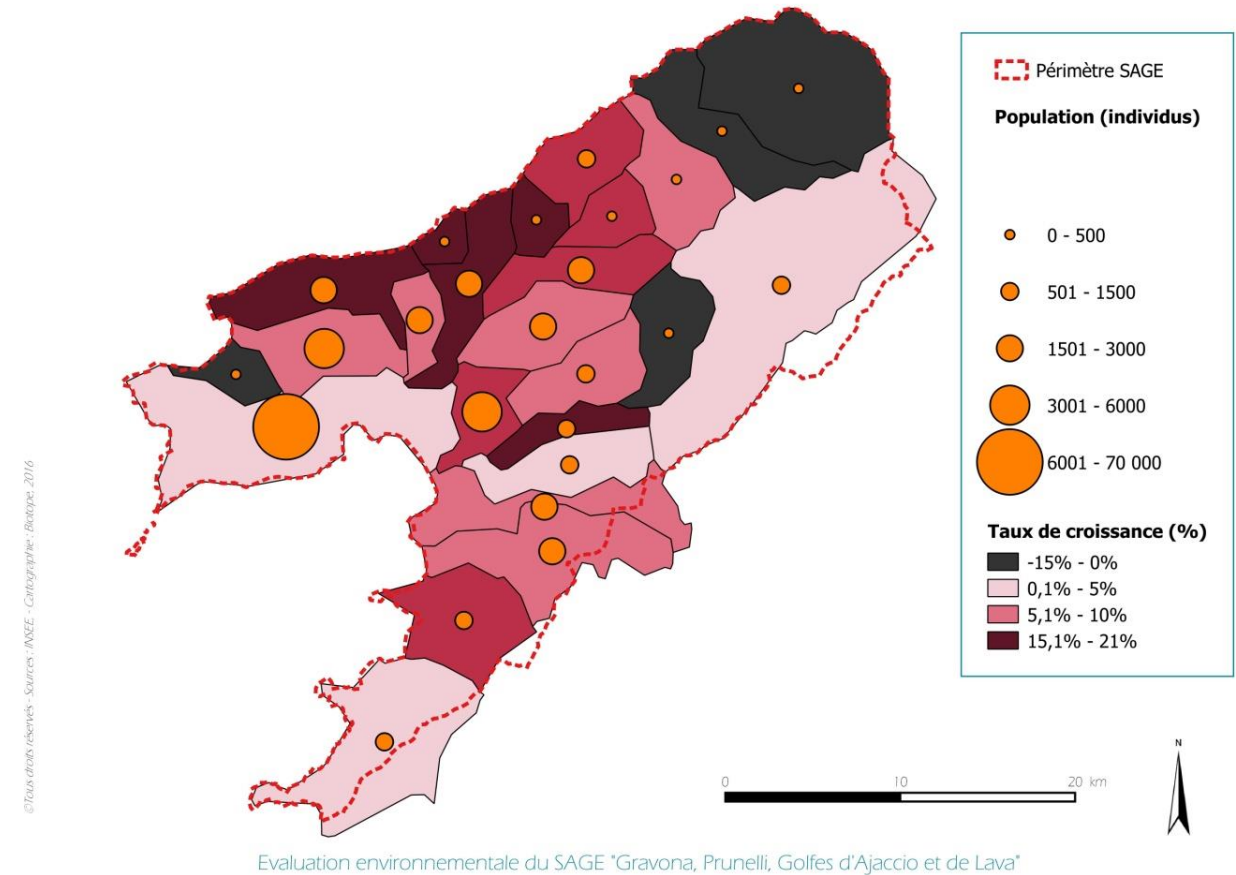 Périmètre SAGE
Population (individus)
0 - 500
501 - 1500
1501 - 3000
3001 - 6000
6001 - 70 000
Taux de croissance (%)
-15% - 0%
0,1% - 5%
5,1% - 10%
15,1% - 21%
N
0 10 20 km
©Tous droits réservés - Sources : INSEE - Cartographie : Biotope, 2016
Evaluation environnementale du SAGE "Gravona, Prunelli, Golfes d'Ajaccio et de Lava"